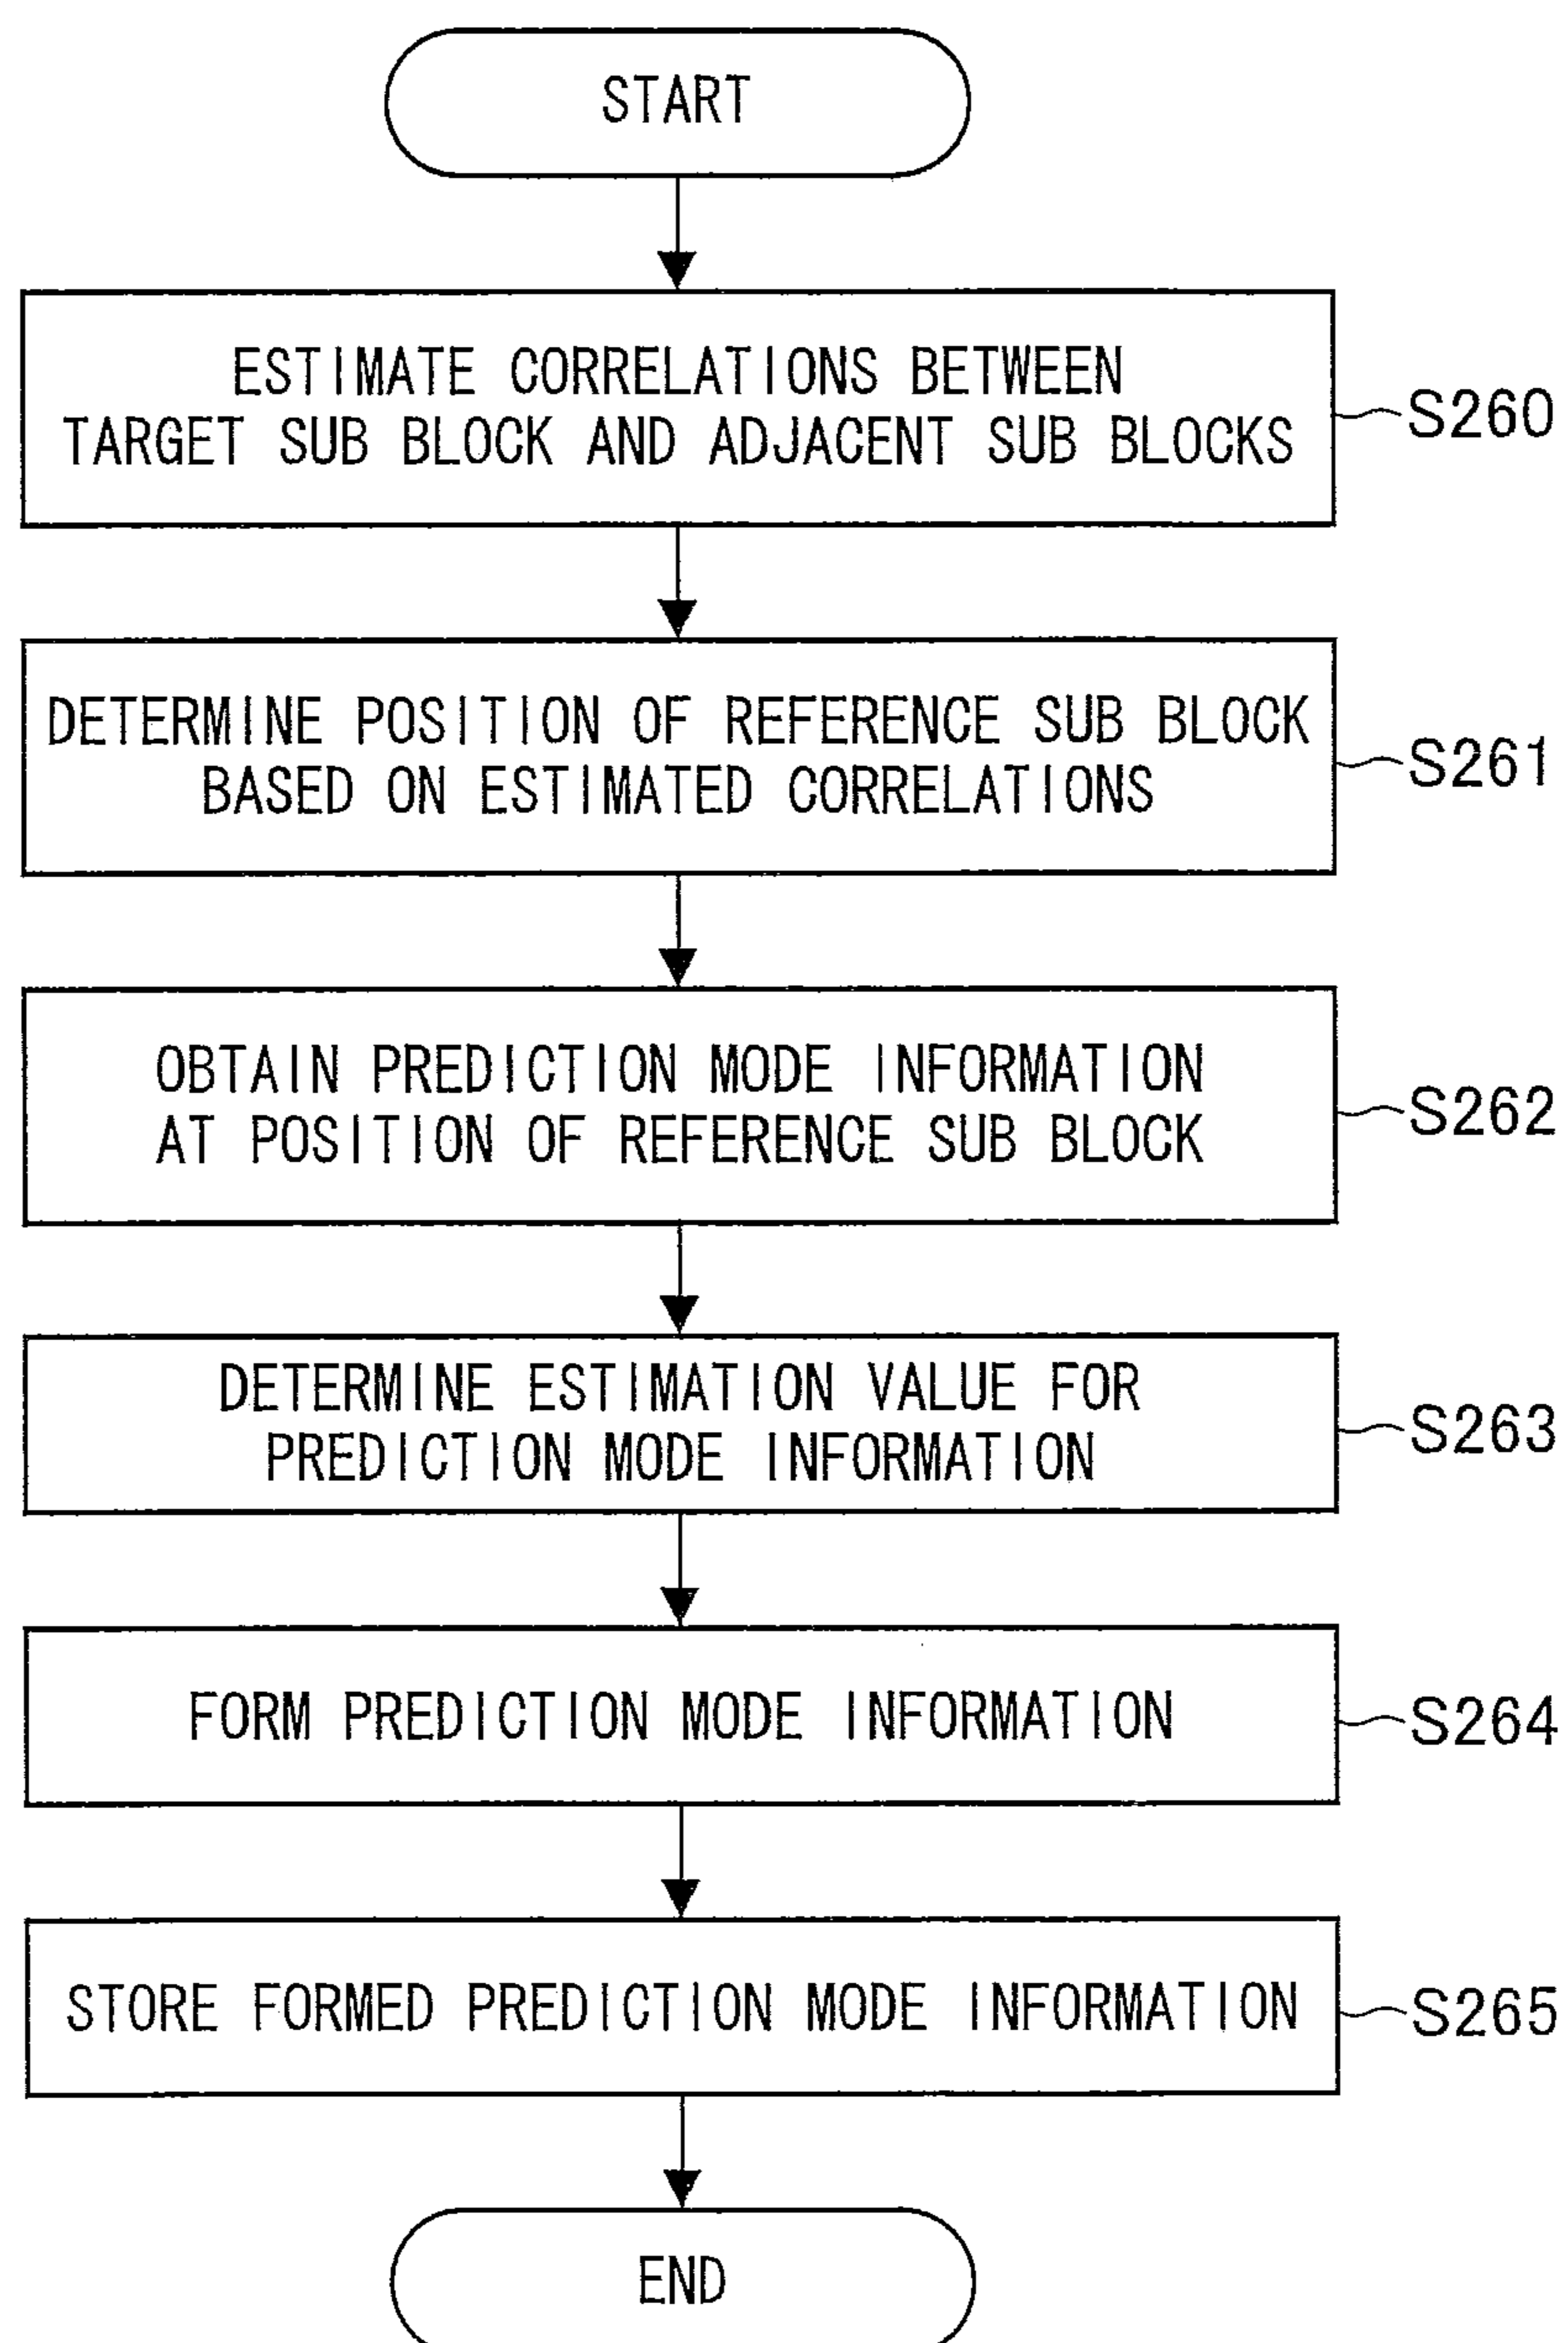 START
ESTIMATE CORRELATIONS BETWEEN
TARGET SUB BLOCK AND ADJACENT SUB BLOCKS
S260
DETERMINE POSITION OF REFERENCE SUB BLOCK
BASED ON ESTIMATED CORRELATIONS
S261
OBTAIN PREDICTION MODE INFORMATION
AT POSITION OF REFERENCE SUB BLOCK
S262
DETERMINE ESTIMATION VALUE FOR
PREDICTION MODE INFORMATION
S263
FORM PREDICTION MODE INFORMATION
S264
STORE FORMED PREDICTION MODE INFORMATION
S265
END